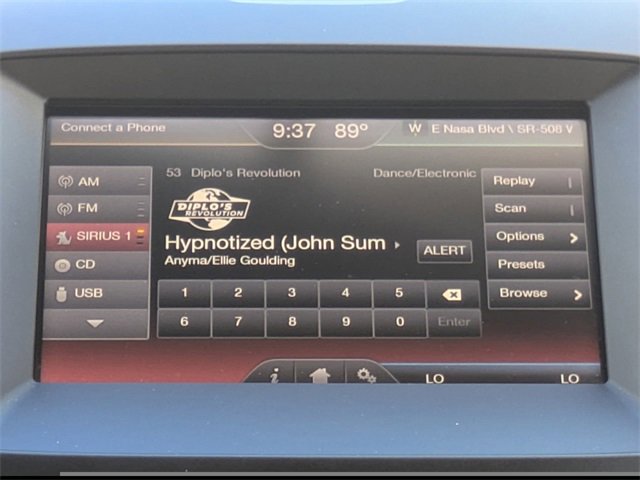 Connect a Phone
9:37 89° W E Nasa Blvd \ SR-508 W
AM
FM
SIRIUS 1
CD
USB
53 Diplo's Revolution
Dance/Electronic
DIPLO'S
REVOLUTION
Hypnotized (John Sum
Anyma/Ellie Goulding
ALERT
1 2 3 4 5
6 7 8 9 0 Enter
Replay
Scan
Options
Presets
Browse
LO LO